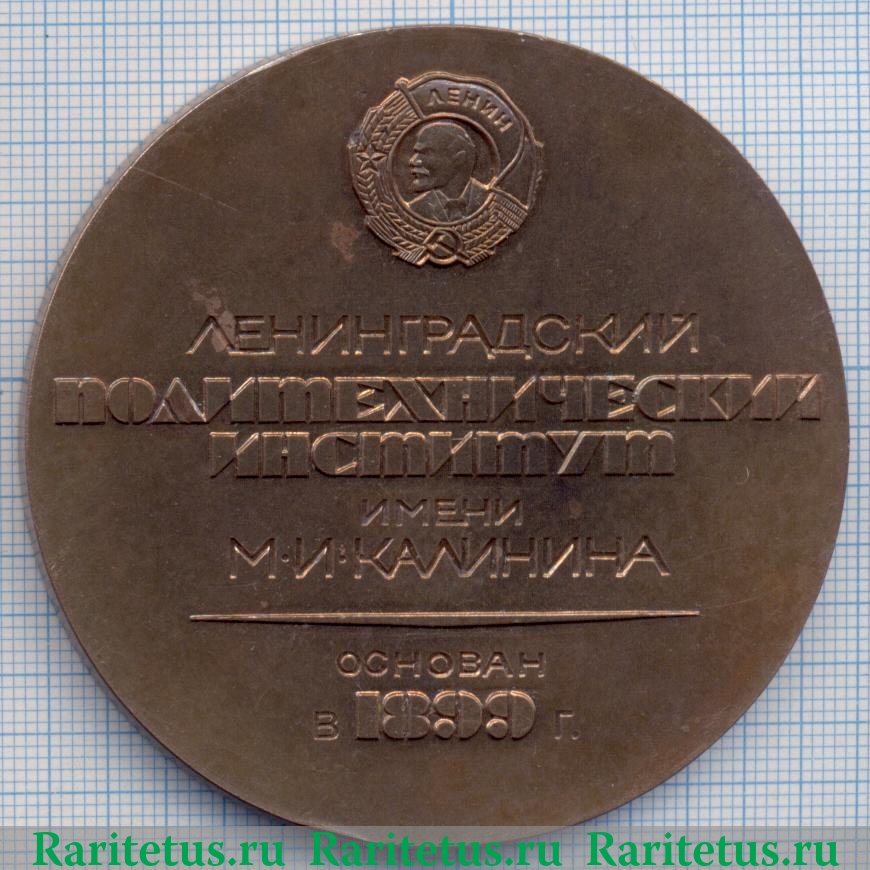 ЛЕНИН
ЛЕНИНГРАДСКИЙ
ПОЛИТЕХНИЧЕСКИЙ
ИНСТИТУТ
ИМЕНИ
М·И·КАЛИНИНА
ОСНОВАН
В 1899 Г.
Raritetus.ru Raritetus.ru Raritetus.ru